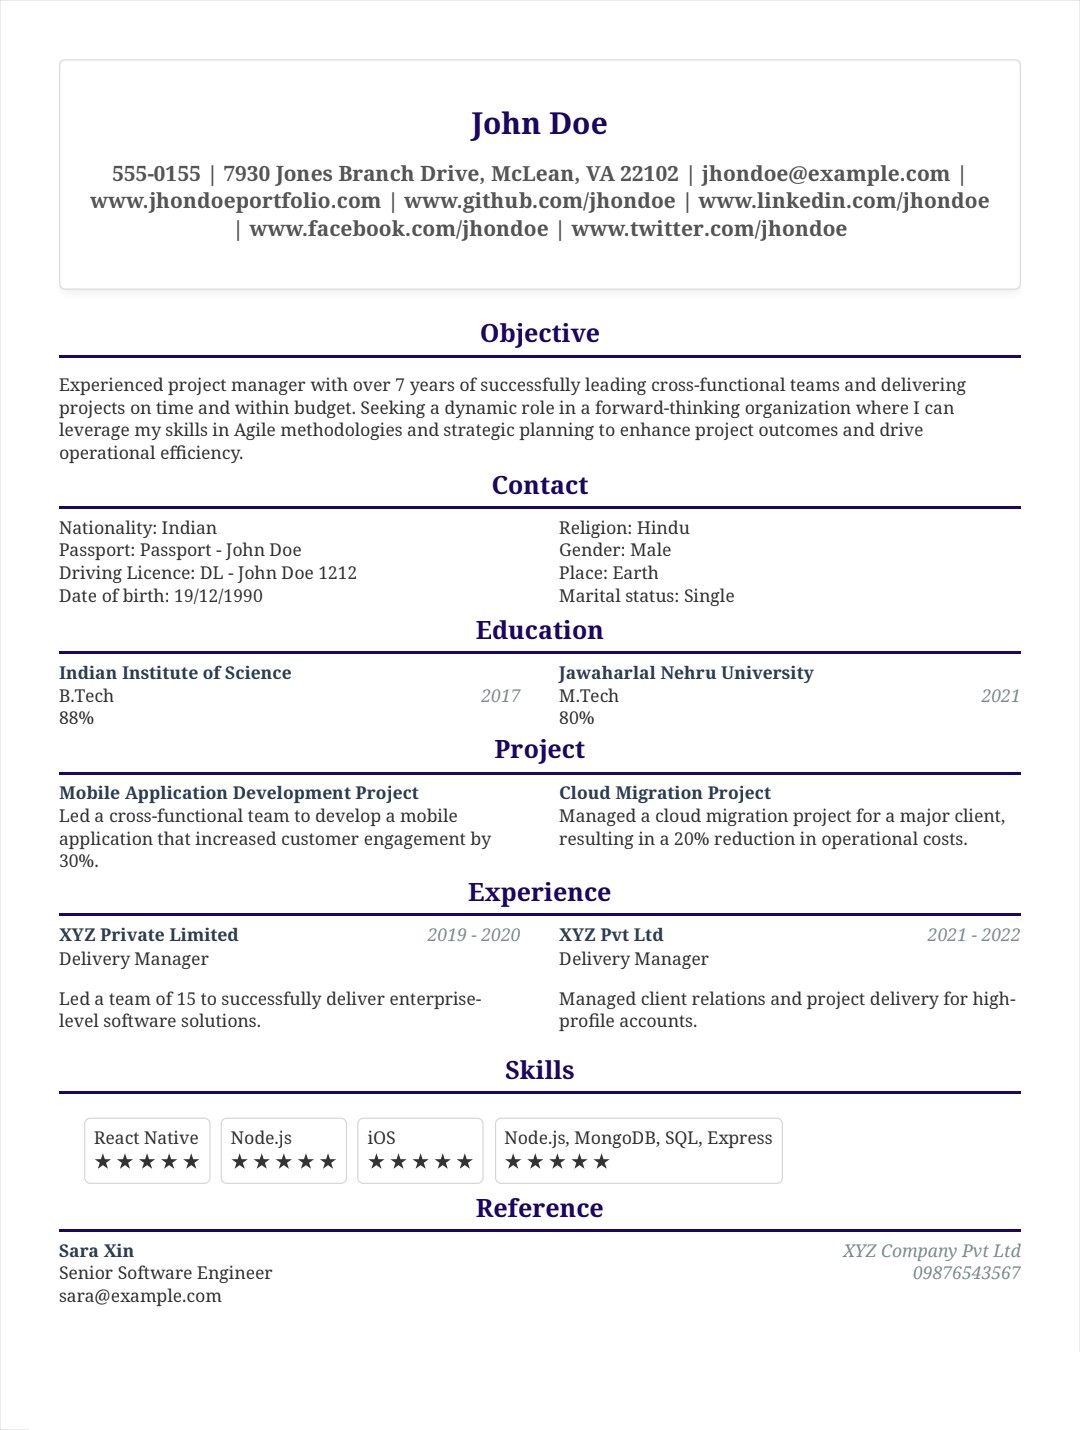 John Doe
555-0155 | 7930 Jones Branch Drive, McLean, VA 22102 | jhondoe@example.com |
www.jhondoeportfolio.com | www.github.com/jhondoe | www.linkedin.com/jhondoe
| www.facebook.com/jhondoe | www.twitter.com/jhondoe
Objective
Experienced project manager with over 7 years of successfully leading cross-functional teams and delivering
projects on time and within budget. Seeking a dynamic role in a forward-thinking organization where I can
leverage my skills in Agile methodologies and strategic planning to enhance project outcomes and drive
operational efficiency.
Contact
Nationality: Indian
Passport: Passport - John Doe
Driving Licence: DL - John Doe 1212
Date of birth: 19/12/1990
Religion: Hindu
Gender: Male
Place: Earth
Marital status: Single
Education
Indian Institute of Science
B.Tech 2017
88%
Jawaharlal Nehru University
M.Tech 2021
80%
Project
Mobile Application Development Project
Led a cross-functional team to develop a mobile
application that increased customer engagement by
30%.
Cloud Migration Project
Managed a cloud migration project for a major client,
resulting in a 20% reduction in operational costs.
Experience
XYZ Private Limited 2019 - 2020
Delivery Manager
Led a team of 15 to successfully deliver enterprise-
level software solutions.
XYZ Pvt Ltd 2021 - 2022
Delivery Manager
Managed client relations and project delivery for high-
profile accounts.
Skills
React Native
★★★★★
Node.js
★★★★★
iOS
★★★★★
Node.js, MongoDB, SQL, Express
★★★★★
Reference
Sara Xin XYZ Company Pvt Ltd
Senior Software Engineer 09876543567
sara@example.com